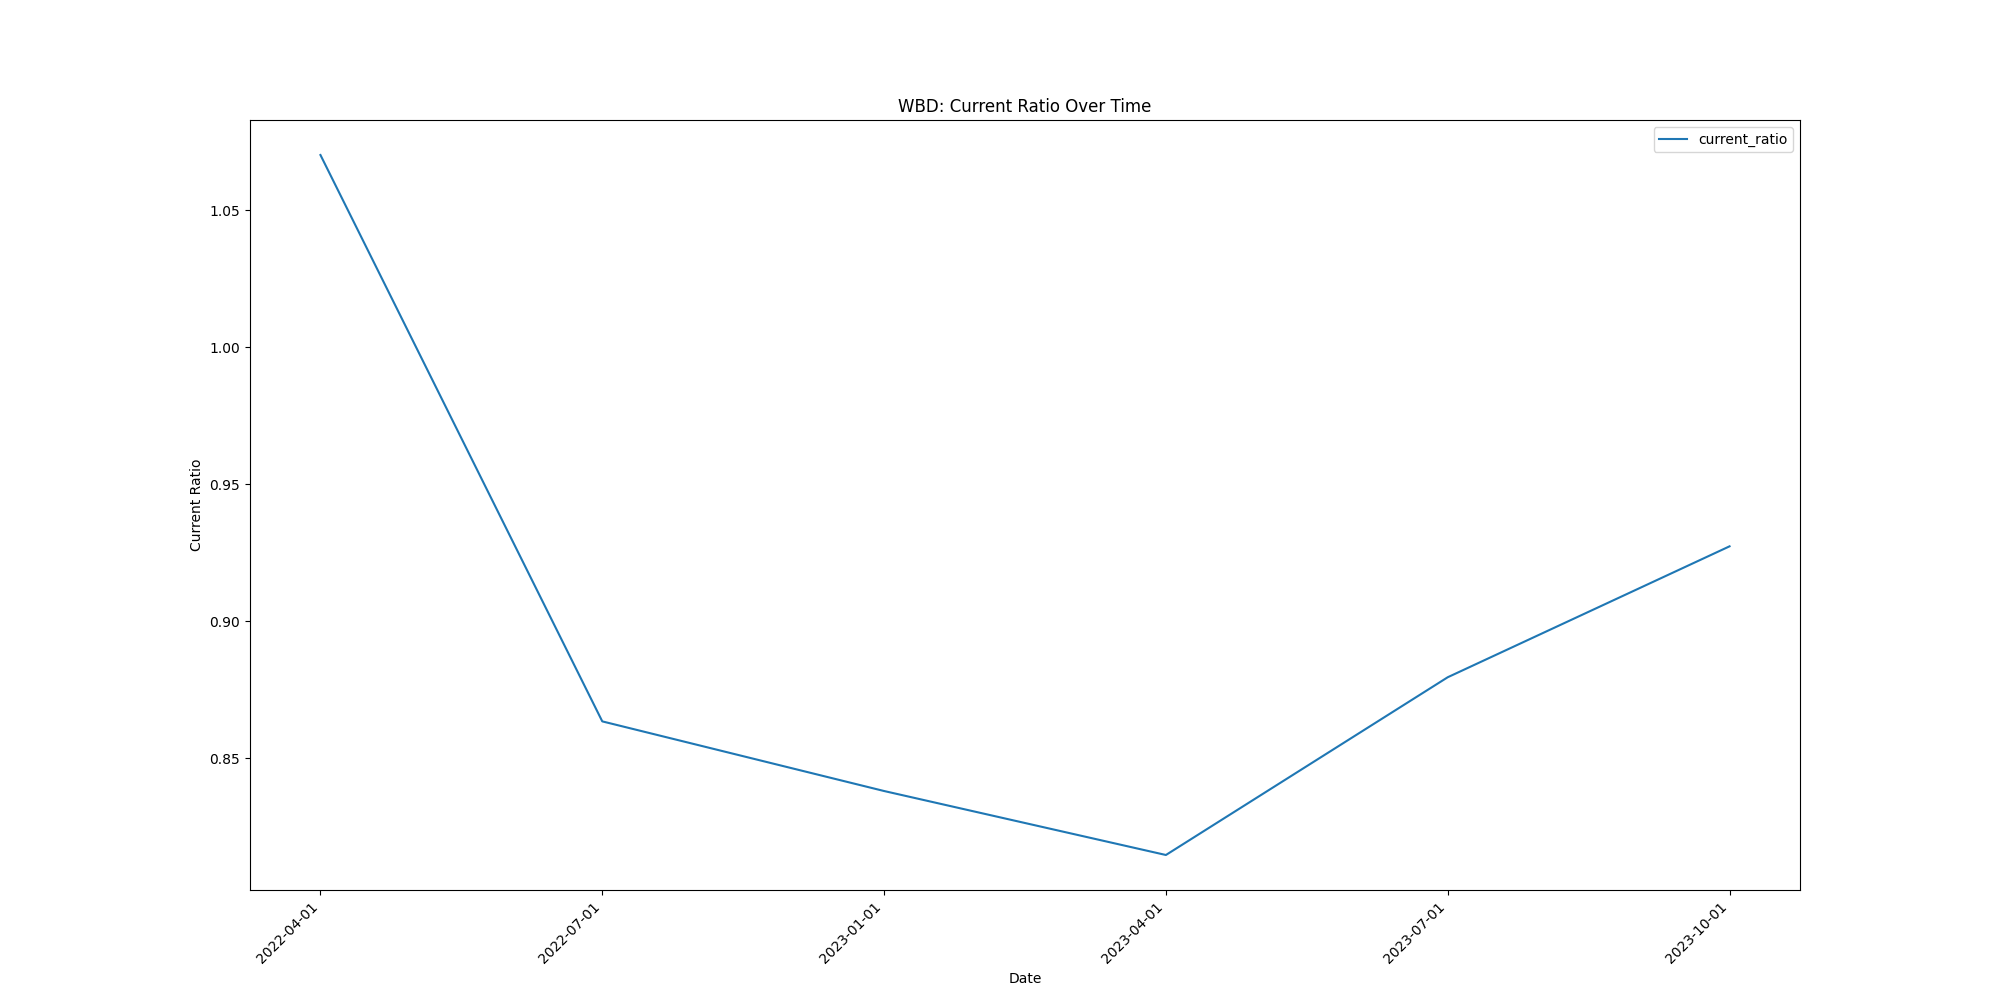 WBD: Current Ratio Over Time
current_ratio
Current Ratio
1.05
1.00
0.95
0.90
0.85
2022-04-01
2022-07-01
2023-01-01
2023-04-01
2023-07-01
2023-10-01
Date